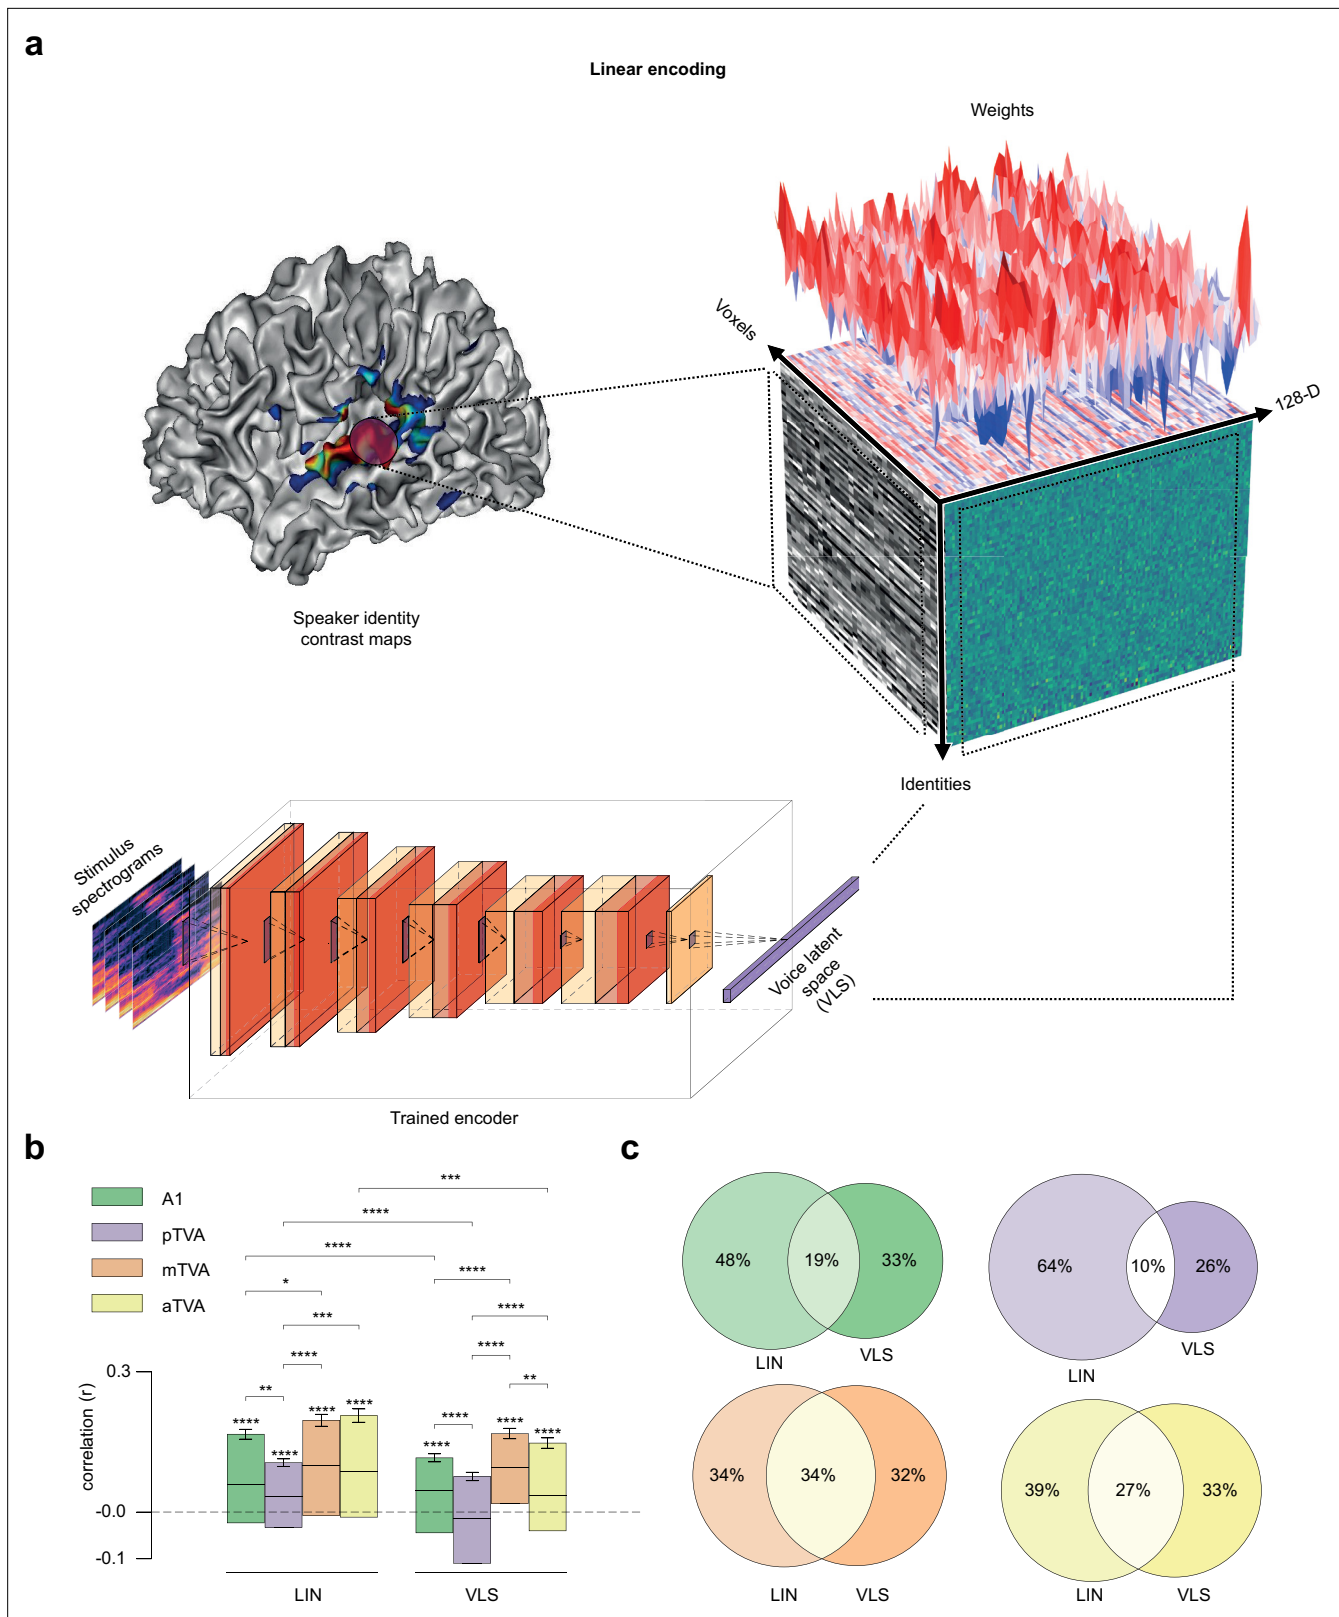 a
Linear encoding
Weights
Voxels
128-D
Speaker identity
contrast maps
Identities
Stimulus
spectrograms
Voice latent
space
(VLS)
Trained encoder
b
A1
pTVA
mTVA
aTVA
***
****
****
*
****
***
****
****
****
**
**
****
****
****
****
****
****
****
****
correlation (r)
0.3
-0.0
-0.1
LIN
VLS
c
48%
19%
33%
LIN
VLS
64%
10%
26%
LIN
VLS
34%
34%
32%
LIN
VLS
39%
27%
33%
LIN
VLS